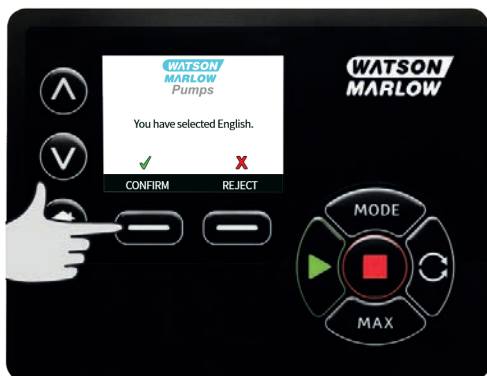 WATSON
MARLOW
Pumps
You have selected English.
CONFIRM REJECT
WATSON
MARLOW
MODE
MAX